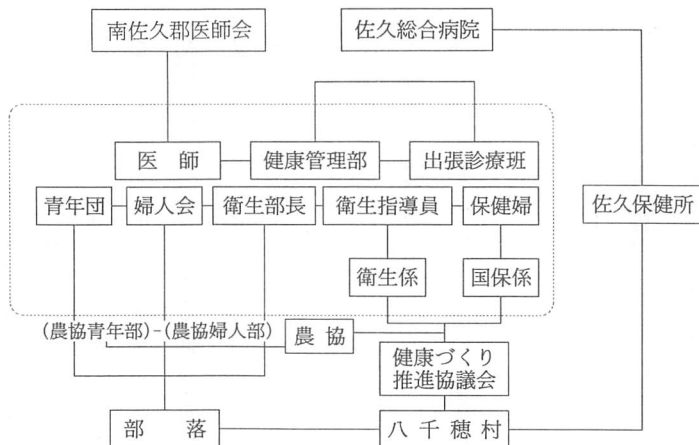 南佐久郡医師会
佐久総合病院
医 師
健康管理部
出張診療班
青年団
婦人会
衛生部長
衛生指導員
保健婦
佐久保健所
衛生係
国保係
(農協青年部)-(農協婦人部)
農 協
健康づくり
推進協議会
部 落
八 千 穂 村